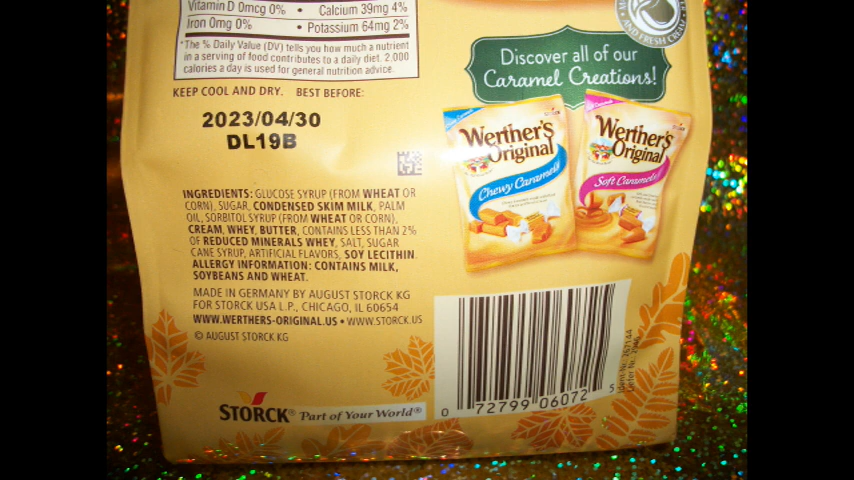 Vitamin D 0mcg 0% • Calcium 39mg 4%
Iron 0mg 0% • Potassium 64mg 2%
*The % Daily Value (DV) tells you how much a nutrient
in a serving of food contributes to a daily diet. 2,000
calories a day is used for general nutrition advice.
KEEP COOL AND DRY. BEST BEFORE:
2023/04/30
DL19B
INGREDIENTS: GLUCOSE SYRUP (FROM WHEAT OR
CORN), SUGAR, CONDENSED SKIM MILK, PALM
OIL, SORBITOL SYRUP (FROM WHEAT OR CORN),
CREAM, WHEY, BUTTER, CONTAINS LESS THAN 2%
OF REDUCED MINERALS WHEY, SALT, SUGAR
CANE SYRUP, ARTIFICIAL FLAVORS, SOY LECITHIN.
ALLERGY INFORMATION: CONTAINS MILK,
SOYBEANS AND WHEAT.
MADE IN GERMANY BY AUGUST STORCK KG
FOR STORCK USA L.P., CHICAGO, IL 60654
WWW.WERTHERS-ORIGINAL.US • WWW.STORCK.US
© AUGUST STORCK KG
STORCK® Part of Your World®
AND FRESH CREAM
Discover all of our
Caramel Creations!
Werther's
Original
Chewy Caramels
Werther's
Original
Soft Caramels
0 72799 06072 5